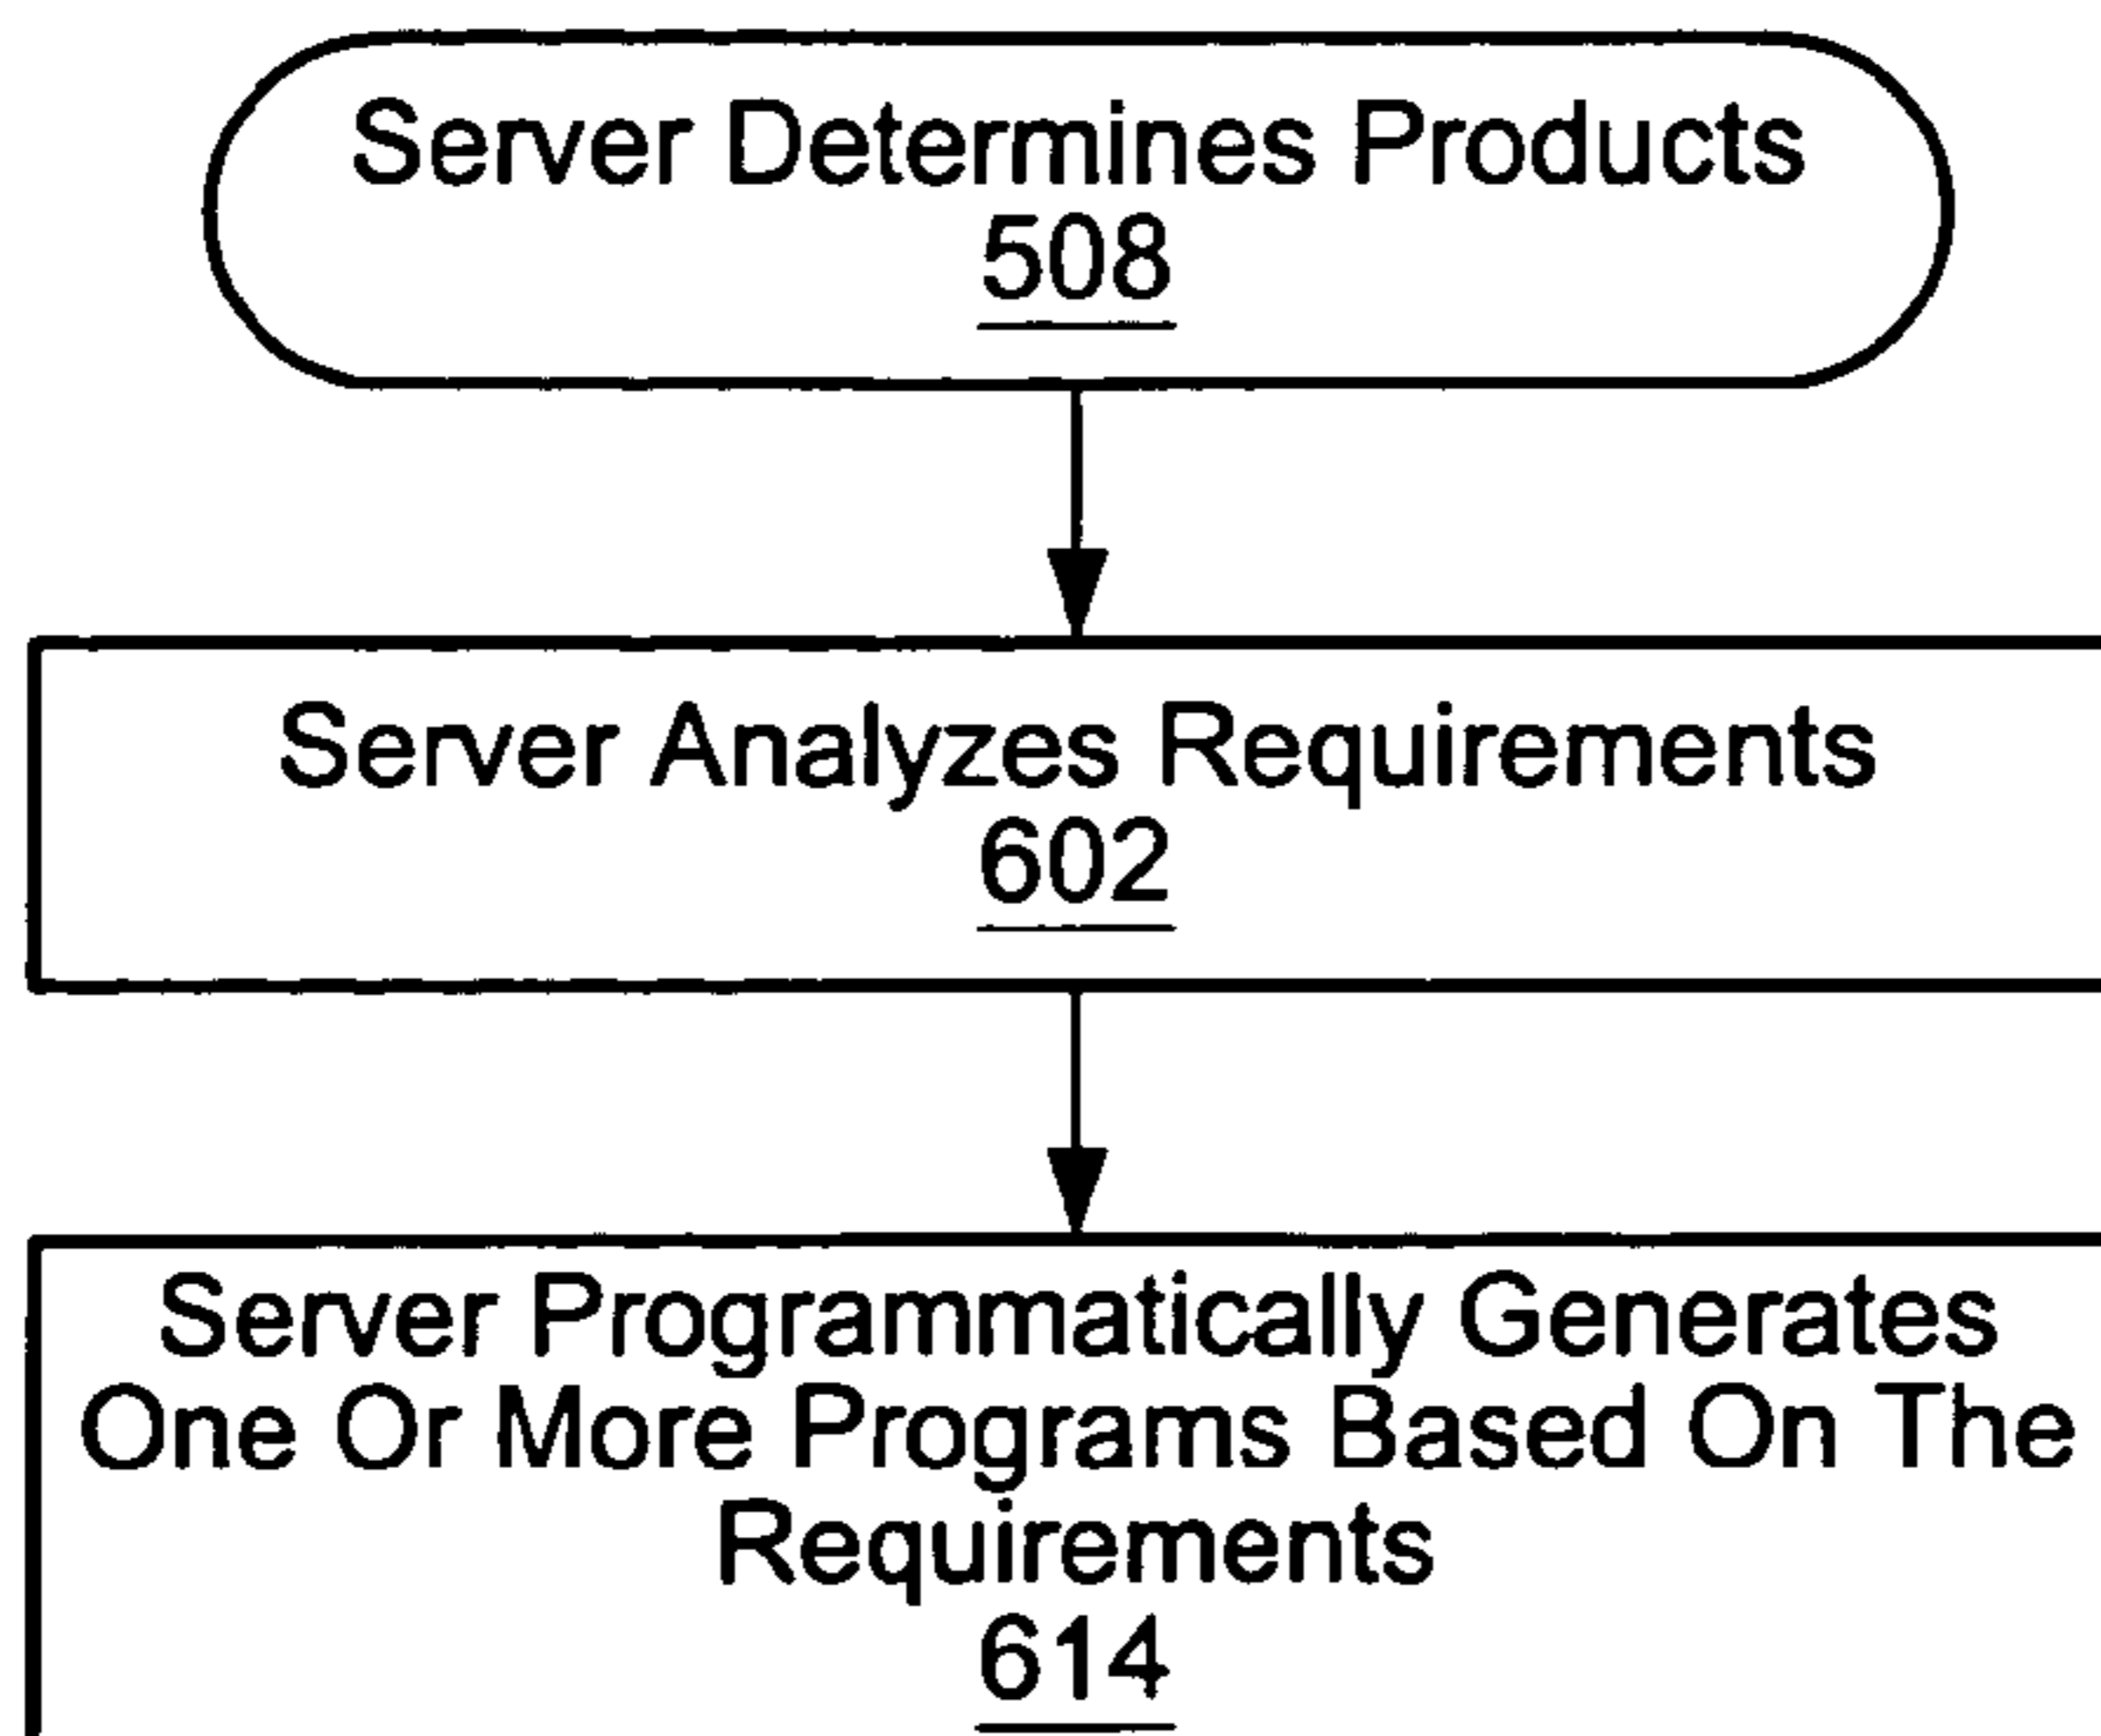 Server Determines Products
508
Server Analyzes Requirements
602
Server Programmatically Generates
One Or More Programs Based On The
Requirements
614